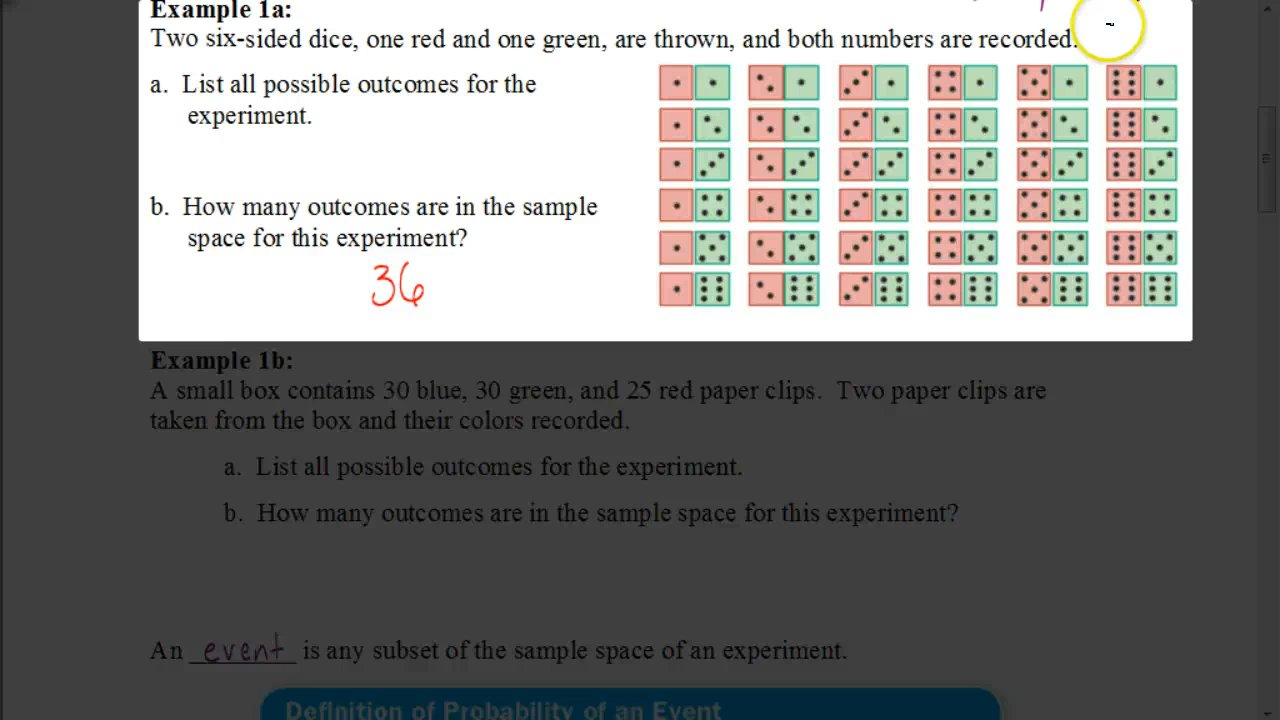 Example 1a:
Two six-sided dice, one red and one green, are thrown, and both numbers are recorded.
a. List all possible outcomes for the
experiment.
b. How many outcomes are in the sample
space for this experiment?
36
Example 1b:
A small box contains 30 blue, 30 green, and 25 red paper clips. Two paper clips are
taken from the box and their colors recorded.
a. List all possible outcomes for the experiment.
b. How many outcomes are in the sample space for this experiment?
An event is any subset of the sample space of an experiment.
Definition of Probability of an Event